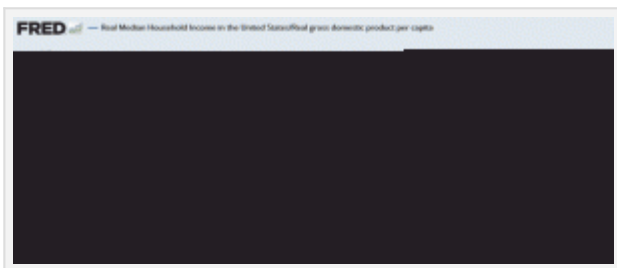 FRED — Real Median Household Income in the United States/Real gross domestic product per capita